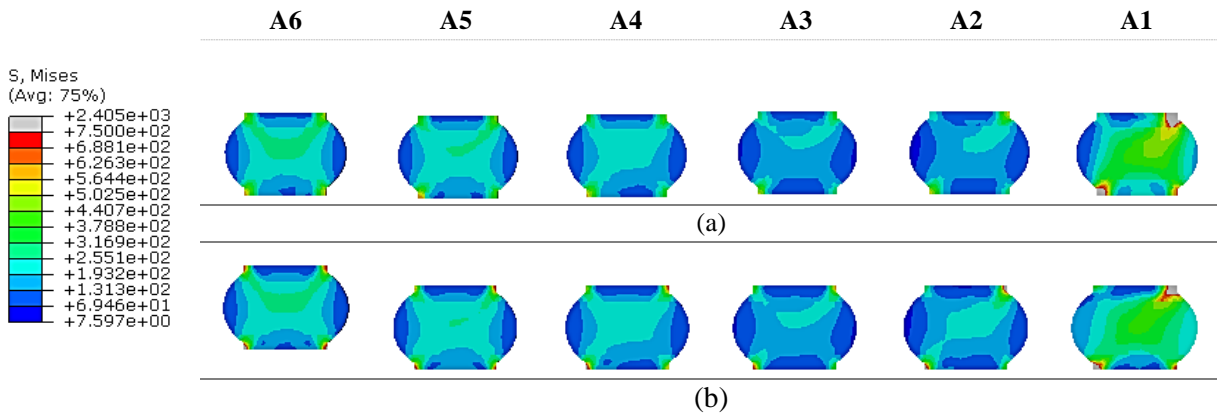 A6 A5 A4 A3 A2 A1
S, Mises
(Avg: 75%)
+2.405e+03
+7.500e+02
+6.881e+02
+6.263e+02
+5.644e+02
+5.025e+02
+4.407e+02
+3.788e+02
+3.169e+02
+2.551e+02
+1.932e+02
+1.313e+02
+6.946e+01
+7.597e+00
(a)
(b)